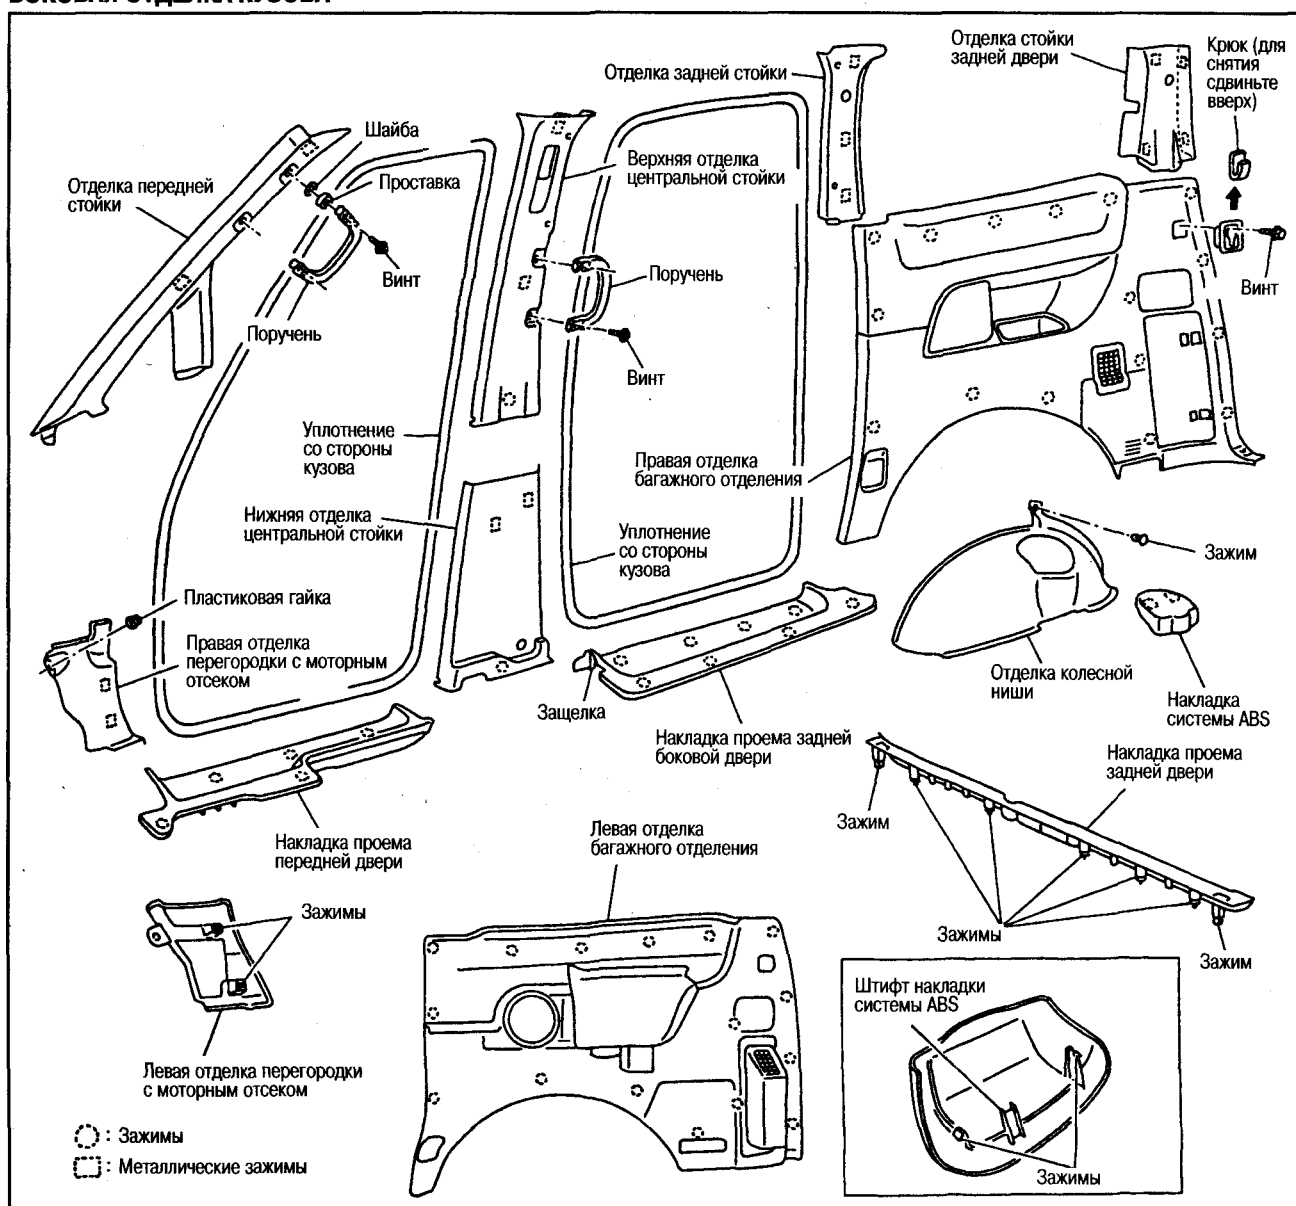 БОКОВАЯ ОТДЕЛКА КУЗОВА
Отделка стойки
задней двери
Крюк (для
снятия
сдвиньте
вверх)
Отделка задней стойки
Шайба
Верхняя отделка
центральной стойки
Отделка передней
стойки
Проставка
Винт
Поручень
Винт
Поручень
Винт
Уплотнение
со стороны
кузова
Правая отделка
багажного отделения
Нижняя отделка
центральной стойки
Уплотнение
со стороны
кузова
Зажим
Пластиковая гайка
Правая отделка
перегородки с моторным
отсеком
Отделка колесной
ниши
Защелка
Накладка
системы ABS
Накладка проема задней
боковой двери
Накладка проема
задней двери
Зажим
Накладка проема
передней двери
Левая отделка
багажного отделения
Зажимы
Зажимы
Зажим
Штифт накладки
системы ABS
Левая отделка перегородки
с моторным отсеком
: Зажимы
: Металлические зажимы
Зажимы